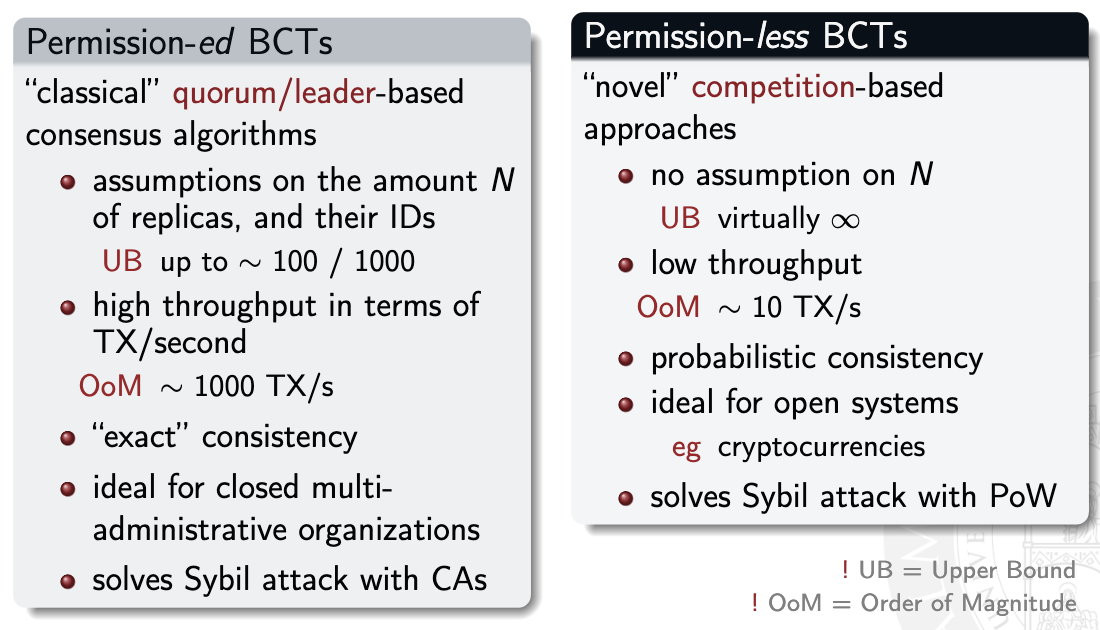 Permission-ed BCTs
“classical” quorum/leader-based
consensus algorithms
assumptions on the amount N
of replicas, and their IDs
UB up to ∼ 100 / 1000
high throughput in terms of
TX/second
OoM ∼ 1000 TX/s
“exact” consistency
ideal for closed multi-
administrative organizations
solves Sybil attack with CAs
Permission-less BCTs
“novel” competition-based
approaches
no assumption on N
UB virtually ∞
low throughput
OoM ∼ 10 TX/s
probabilistic consistency
ideal for open systems
eg cryptocurrencies
solves Sybil attack with PoW
! UB = Upper Bound
! OoM = Order of Magnitude